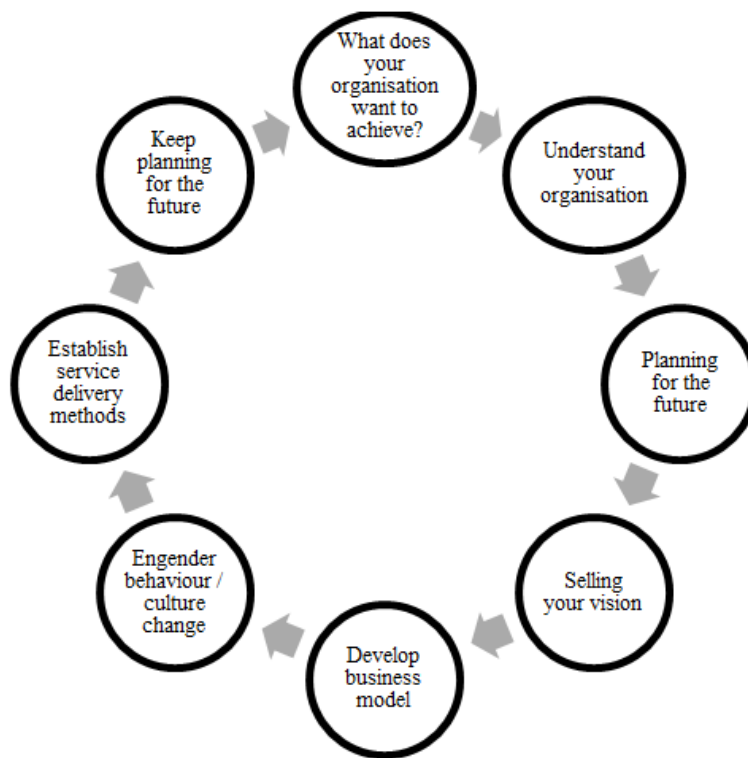 What does
your
organisation
want to
achieve?
Understand
your
organisation
Planning
for the
future
Selling
your vision
Develop
business
model
Engender
behaviour /
culture
change
Establish
service
delivery
methods
Keep
planning
for the
future